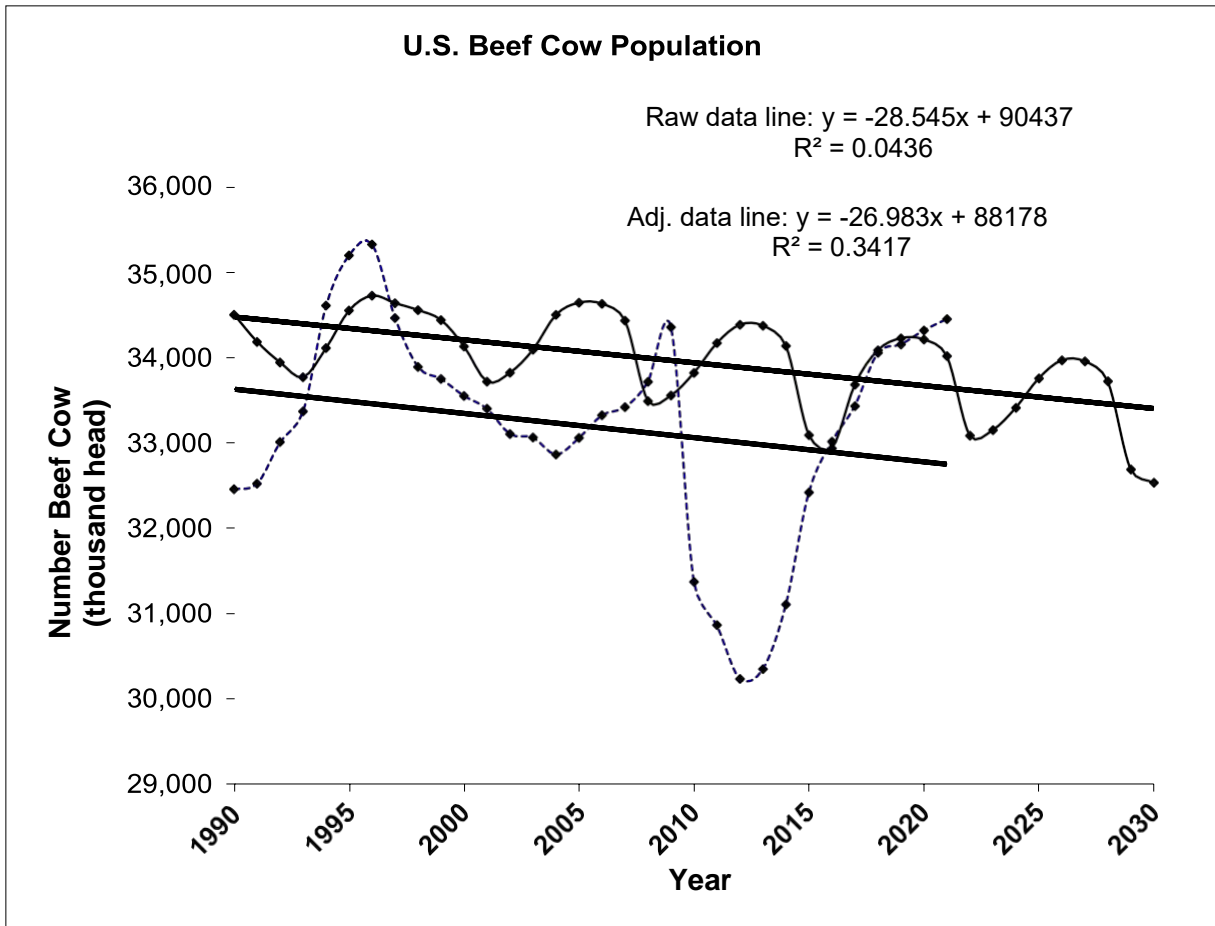 U.S. Beef Cow Population
Raw data line: y = -28.545x + 90437
R² = 0.0436
Adj. data line: y = -26.983x + 88178
R² = 0.3417
36,000
35,000
34,000
33,000
32,000
31,000
30,000
29,000
Number Beef Cow
(thousand head)
1990
1995
2000
2005
2010
2015
2020
2025
2030
Year